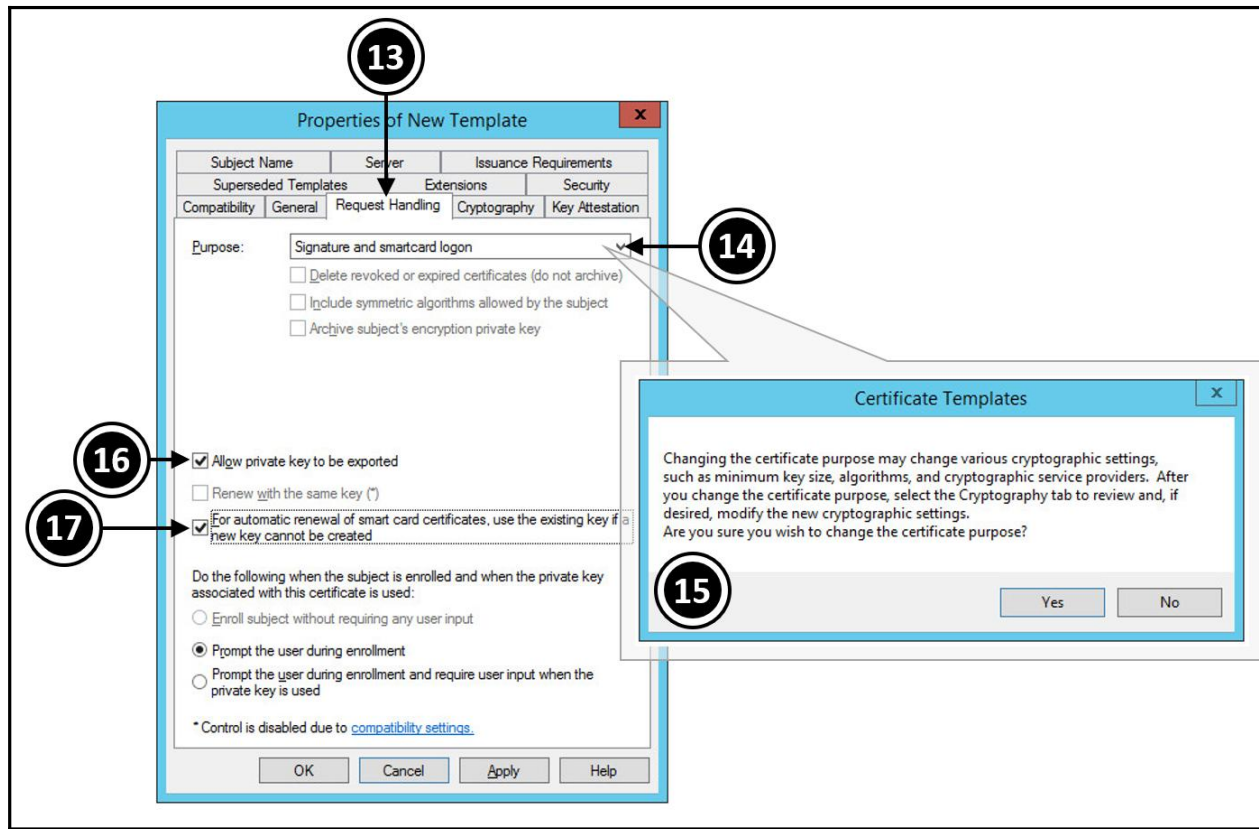 13
Properties of New Template
x
Subject Name Server Issuance Requirements
Superseded Templates Extensions Security
Compatibility General Request Handling Cryptography Key Attestation
Purpose: Signature and smartcard logon
14
Delete revoked or expired certificates (do not archive)
Include symmetric algorithms allowed by the subject
Archive subject's encryption private key
Certificate Templates
x
Changing the certificate purpose may change various cryptographic settings,
such as minimum key size, algorithms, and cryptographic service providers. After
you change the certificate purpose, select the Cryptography tab to review and, if
desired, modify the new cryptographic settings.
Are you sure you wish to change the certificate purpose?
15
Yes No
16
Allow private key to be exported
Renew with the same key (*)
17
For automatic renewal of smart card certificates, use the existing key if a
new key cannot be created
Do the following when the subject is enrolled and when the private key
associated with this certificate is used:
Enroll subject without requiring any user input
Prompt the user during enrollment
Prompt the user during enrollment and require user input when the
private key is used
* Control is disabled due to compatibility settings.
OK Cancel Apply Help